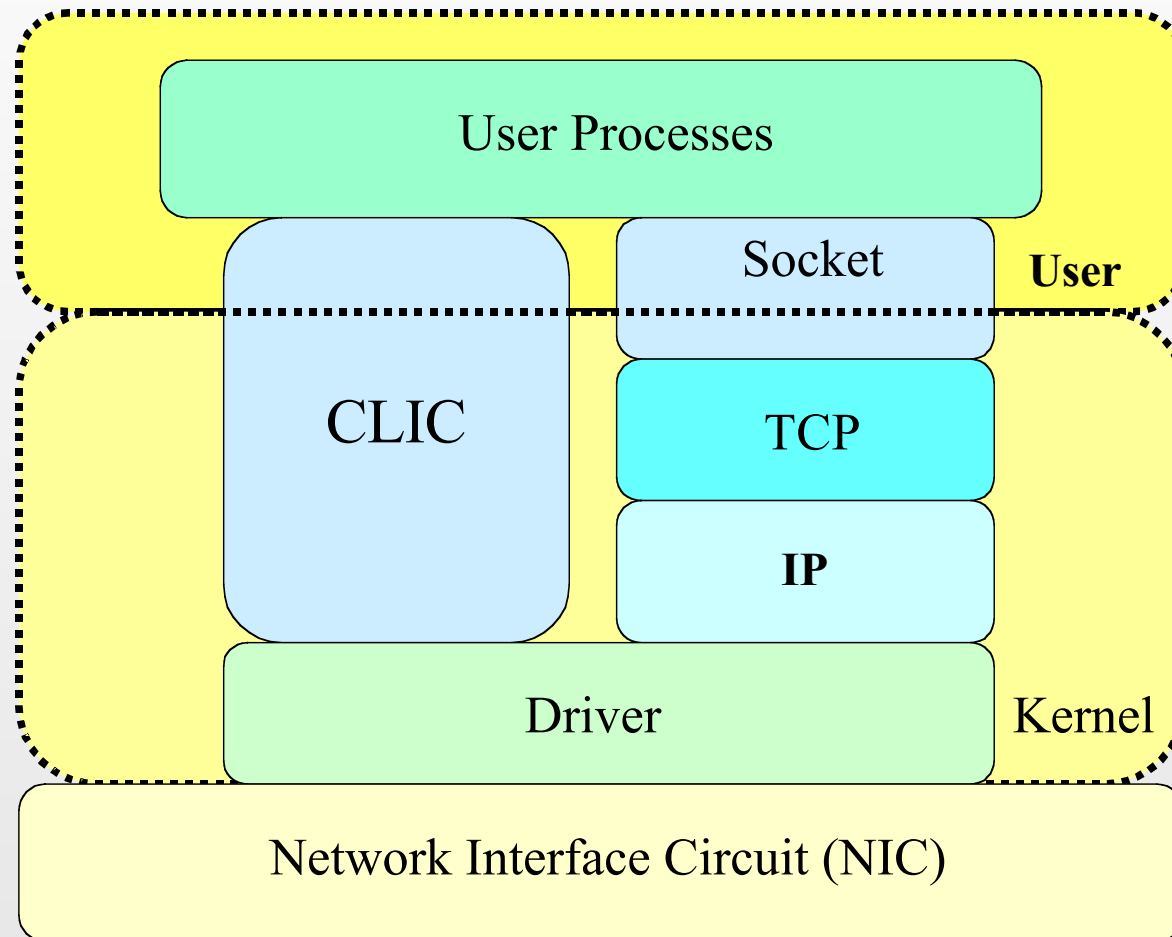 User Processes
Socket
User
CLIC
TCP
IP
Driver
Kernel
Network Interface Circuit (NIC)